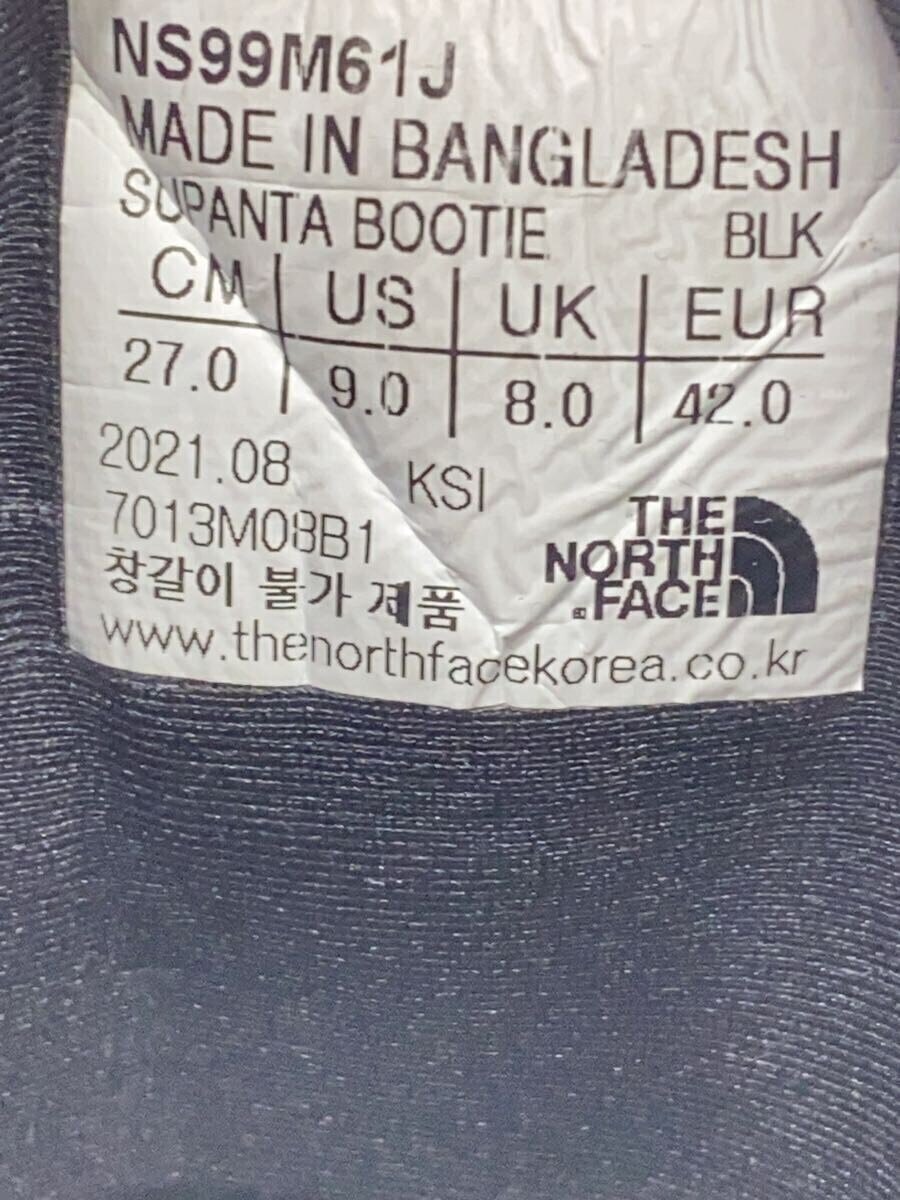 NS99M61J
MADE IN BANGLADESH
SUPANTA BOOTIE BLK
CM US UK EUR
27.0 9.0 8.0 42.0
2021.08 KSI
7013M08B1
창갈이 불가 제품
THE
NORTH
FACE
www.thenorthfacekorea.co.kr